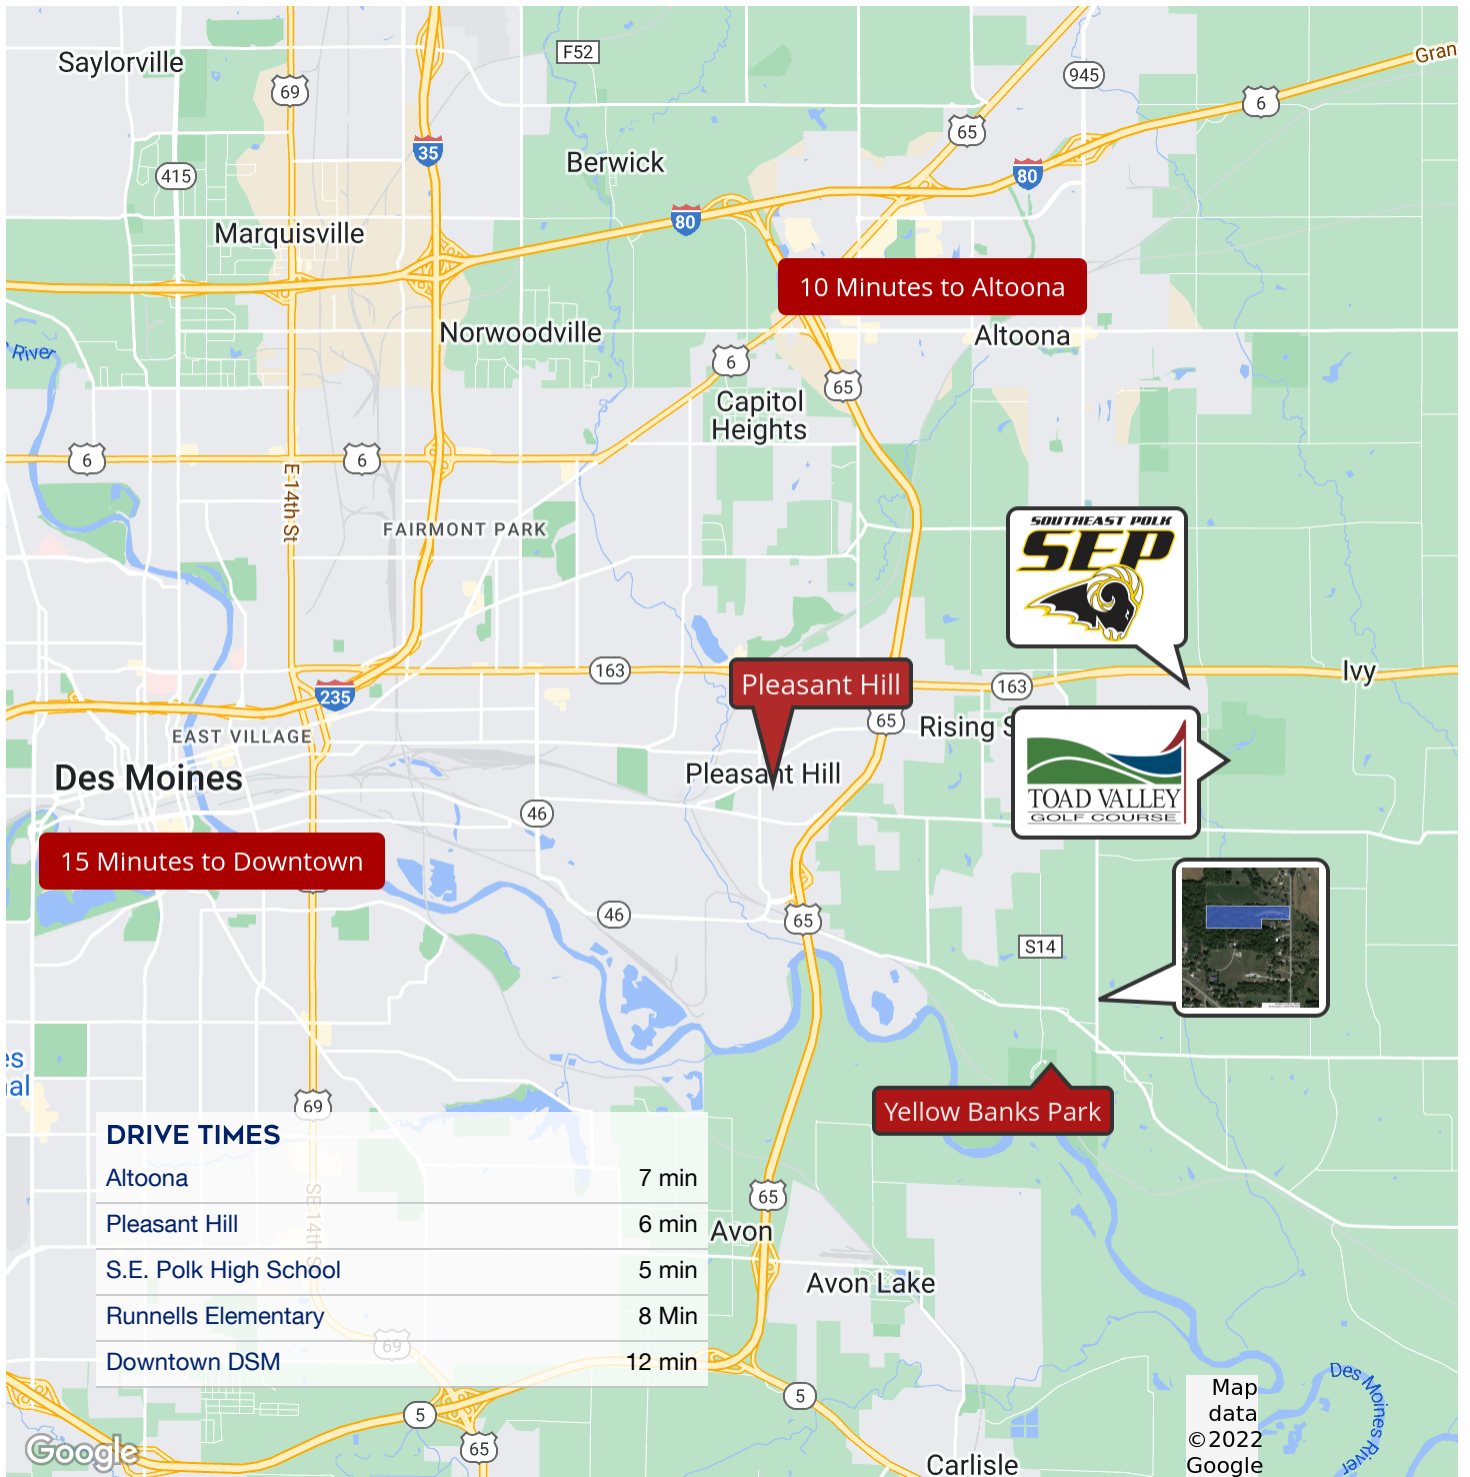 Saylorville
F52
Gran
69
945
6
65
35
Berwick
415
80
80
Marquisville
10 Minutes to Altoona
Norwoodville
Altoona
River
6
65
Capitol
Heights
6
6
E 14th St
SOUTHEAST POLK
SEP
FAIRMONT PARK
163
Pleasant Hill
163
Ivy
235
65
Rising S
EAST VILLAGE
Des Moines
Pleasant Hill
TOAD VALLEY
GOLF COURSE
46
15 Minutes to Downtown
46
65
S14
es
al
69
Yellow Banks Park
DRIVE TIMES
Altoona 7 min
Pleasant Hill 6 min
S.E. Polk High School 5 min
Runnells Elementary 8 Min
Downtown DSM 12 min
SE 14th S
65
Avon
Avon Lake
69
5
5
65
Des Moines River
Map
data
©2022
Google
Google
Carlisle